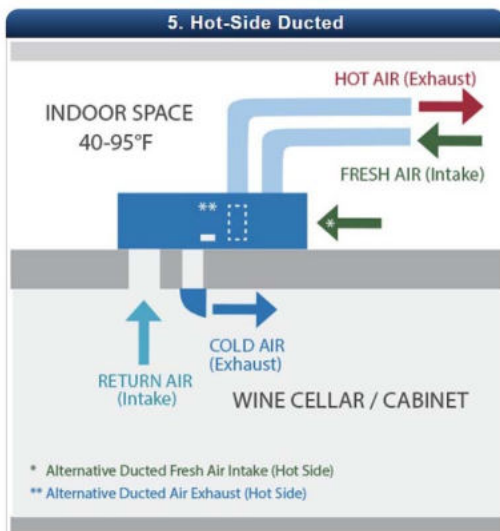 5. Hot-Side Ducted
HOT AIR (Exhaust)
INDOOR SPACE
40-95°F
FRESH AIR (Intake)
**
*
COLD AIR
(Exhaust)
RETURN AIR
(Intake)
WINE CELLAR / CABINET
* Alternative Ducted Fresh Air Intake (Hot Side)
** Alternative Ducted Air Exhaust (Hot Side)